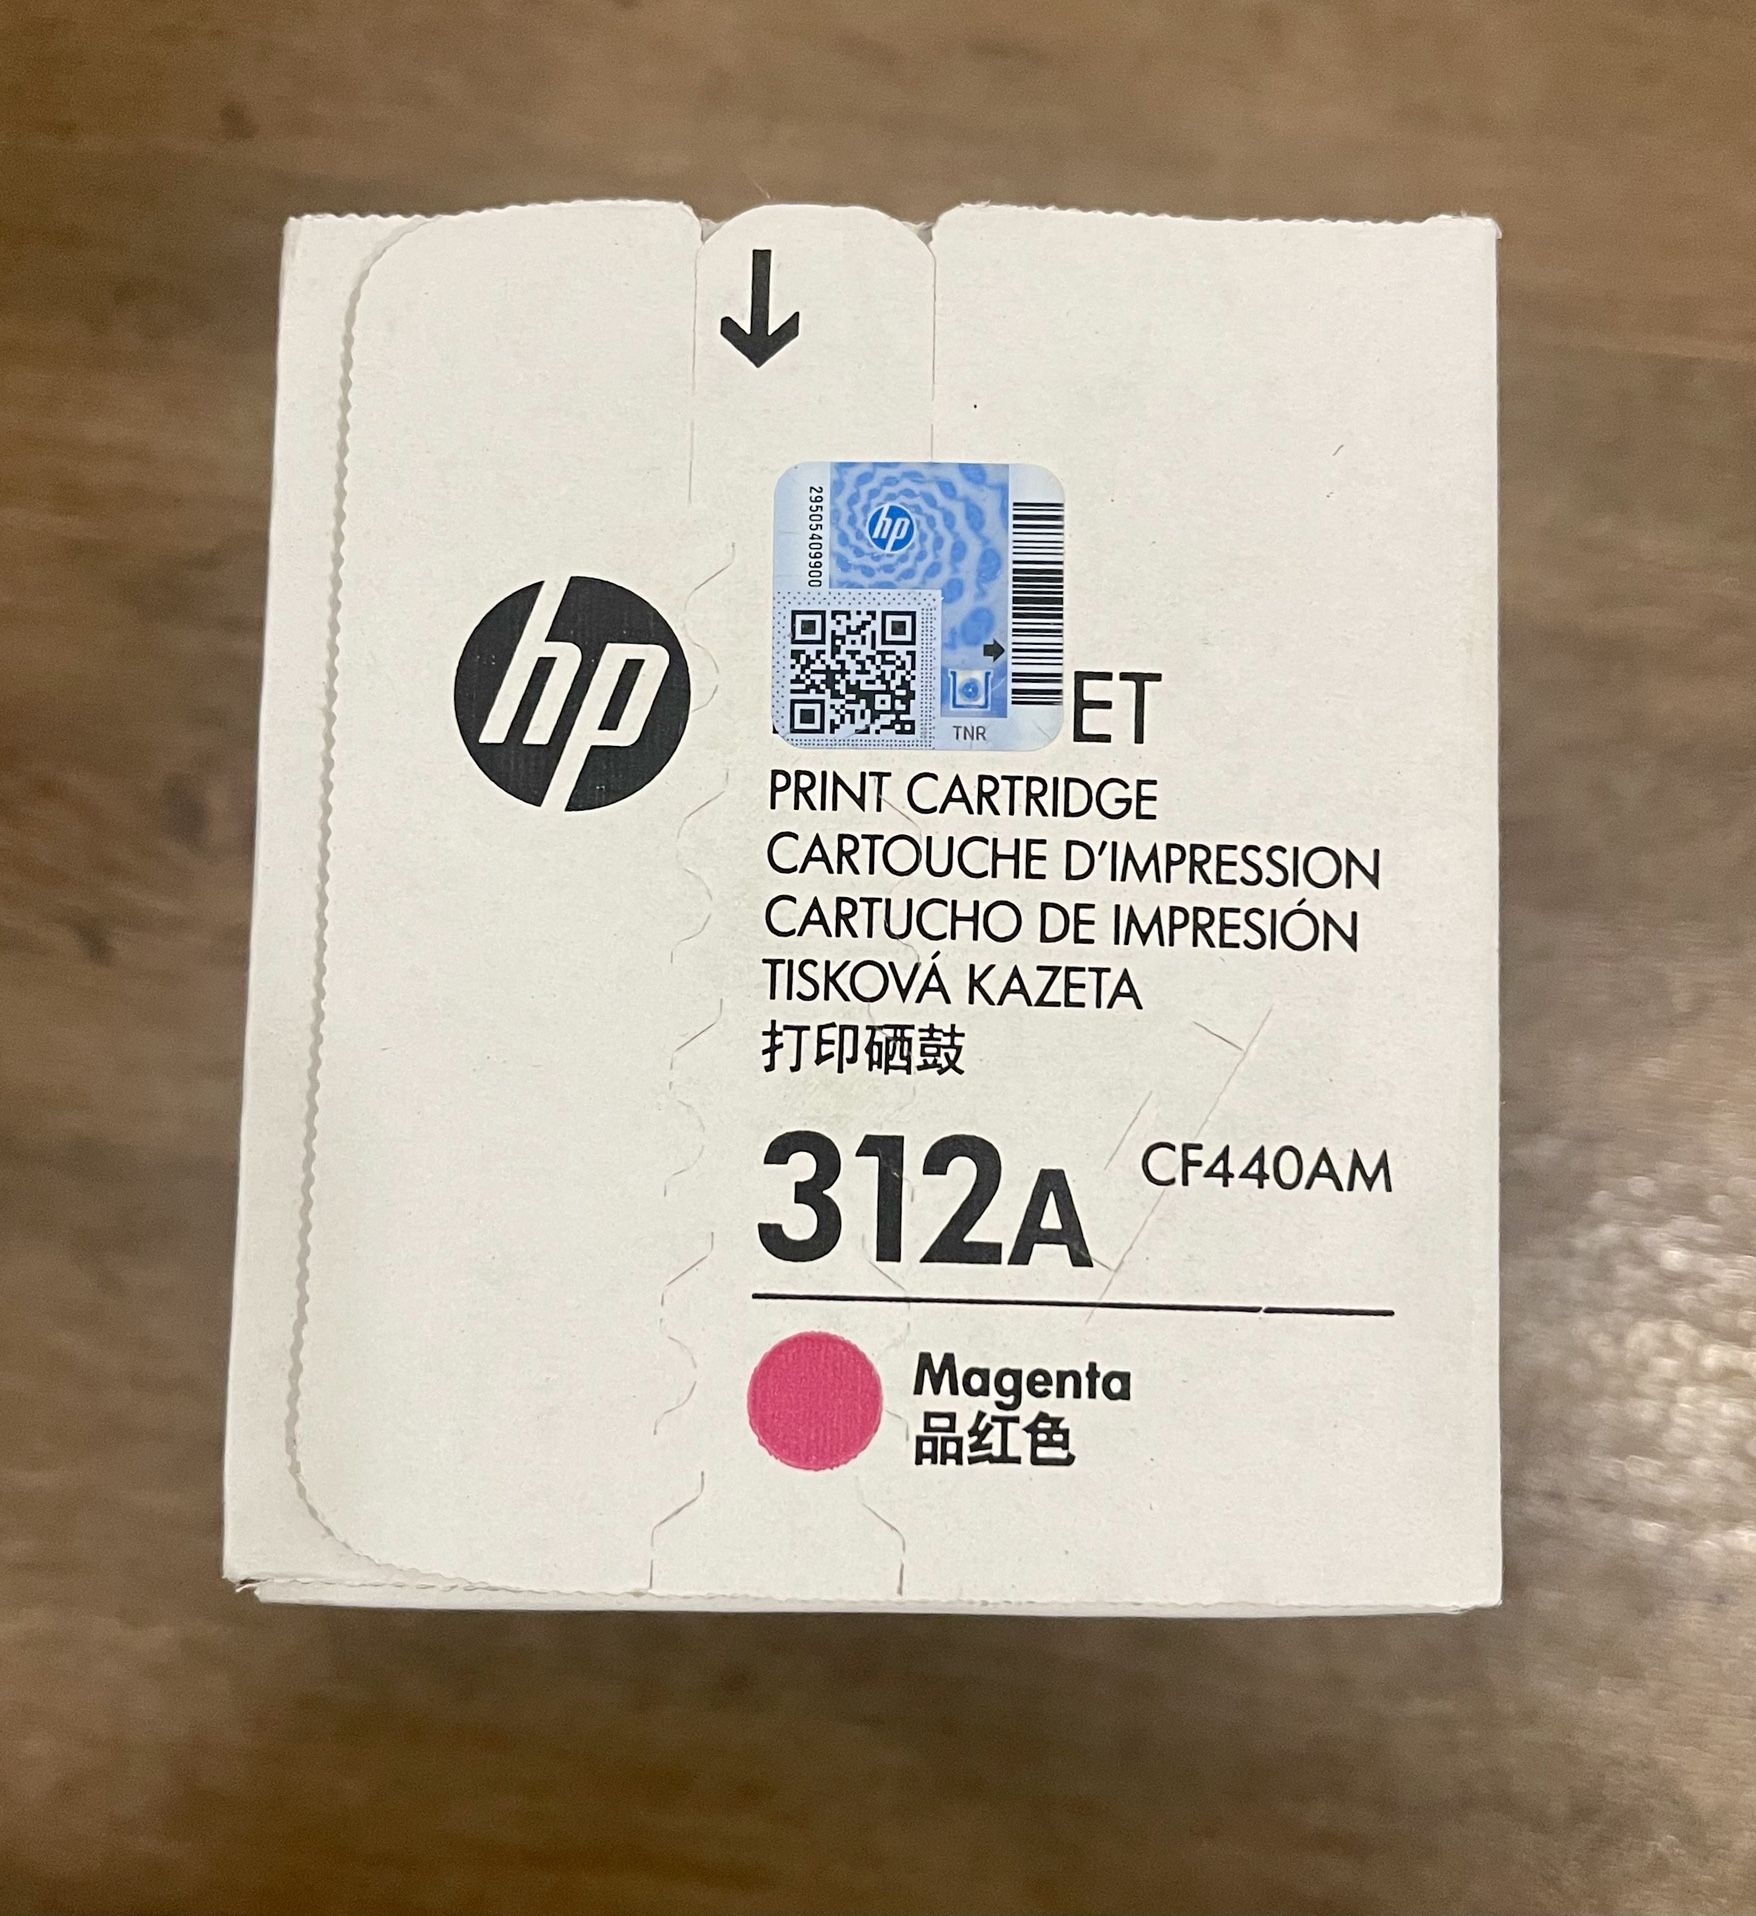 hp
29505409900
hp
TNR
ET
PRINT CARTRIDGE
CARTOUCHE D'IMPRESSION
CARTUCHO DE IMPRESIÓN
TISKOVÁ KAZETA
打印硒鼓
312A CF440AM
Magenta
品红色